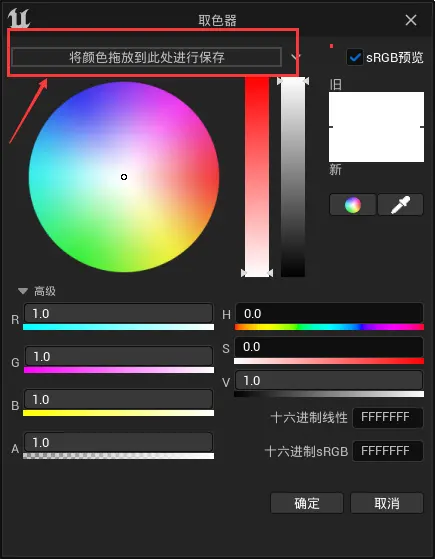 取色器
将颜色拖放到此处进行保存
sRGB预览
旧
新
高级
R 1.0
H 0.0
G 1.0
S 0.0
B 1.0
V 1.0
A 1.0
十六进制线性 FFFFFFF
十六进制sRGB FFFFFFF
确定
取消